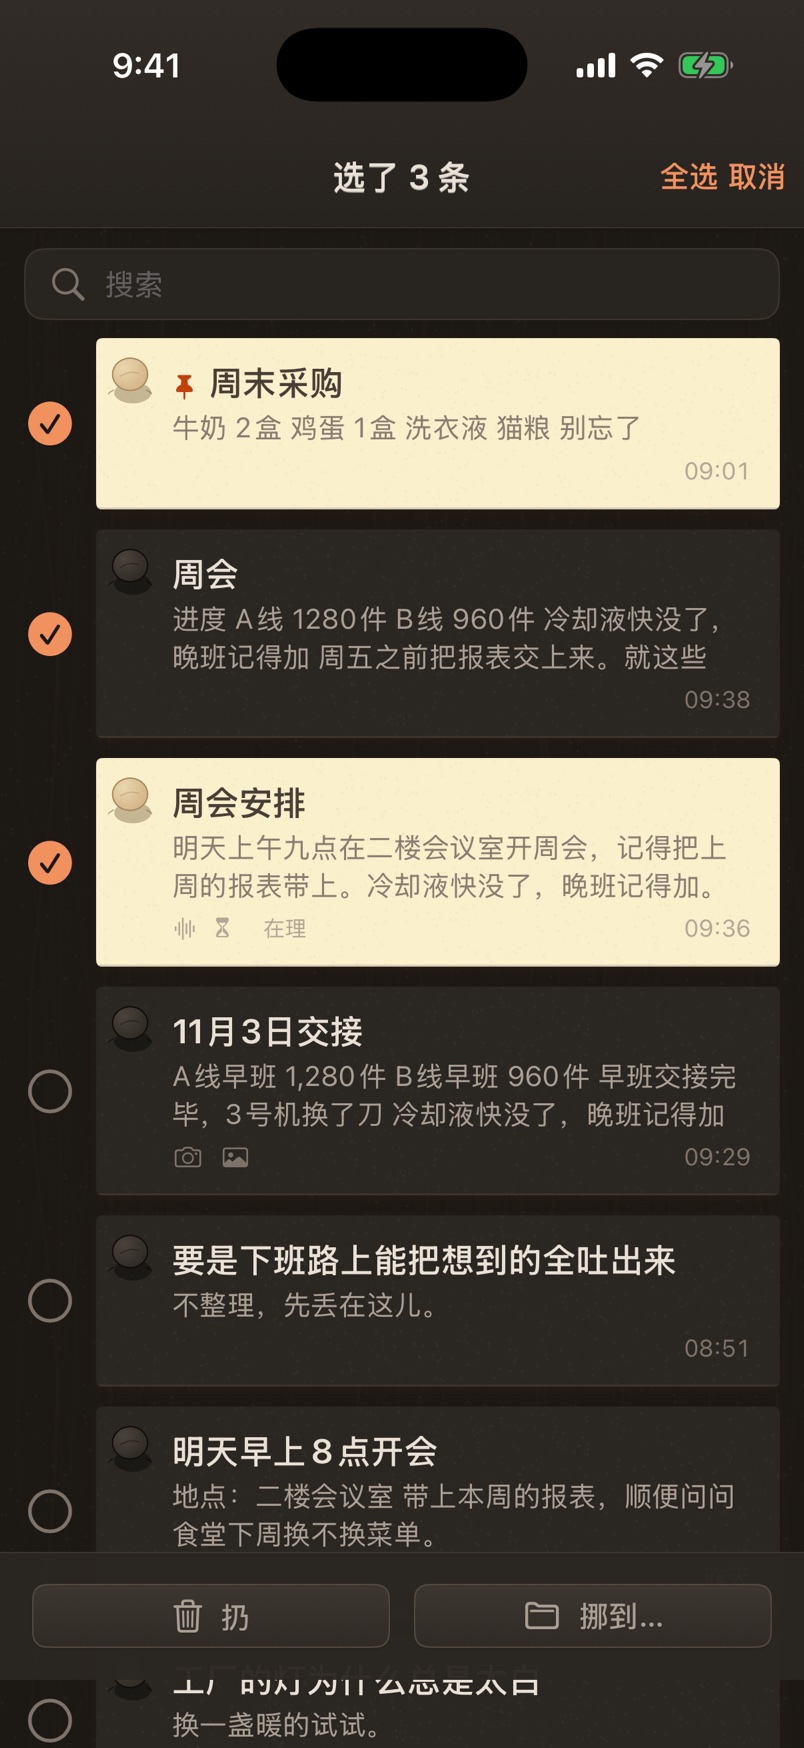 9:41
选了 3 条
全选 取消
搜索
周末采购
牛奶 2盒 鸡蛋 1盒 洗衣液 猫粮 别忘了
09:01
周会
进度 A线 1280件 B线 960件 冷却液快没了，
晚班记得加 周五之前把报表交上来。就这些
09:38
周会安排
明天上午九点在二楼会议室开周会，记得把上
周的报表带上。冷却液快没了，晚班记得加。
在理
09:36
11月3日交接
A线早班 1,280件 B线早班 960件 早班交接完
毕，3号机换了刀 冷却液快没了，晚班记得加
09:29
要是下班路上能把想到的全吐出来
不整理，先丢在这儿。
08:51
明天早上8点开会
地点：二楼会议室 带上本周的报表，顺便问问
食堂下周换不换菜单。
扔
挪到...
工厂的灯为什么总是太白
换一盏暖的试试。